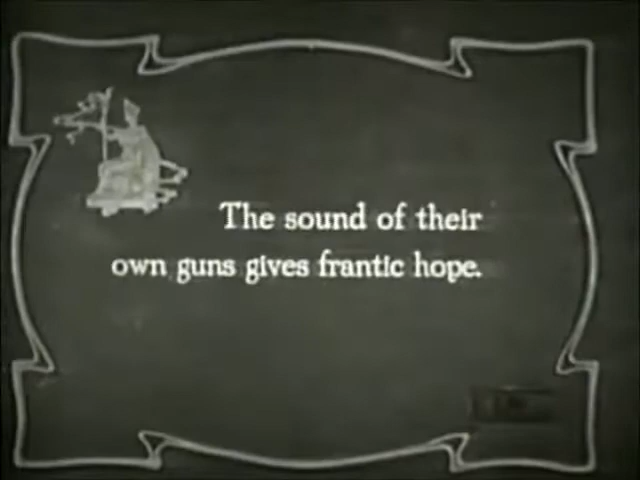 The sound of their
own guns gives frantic hope.